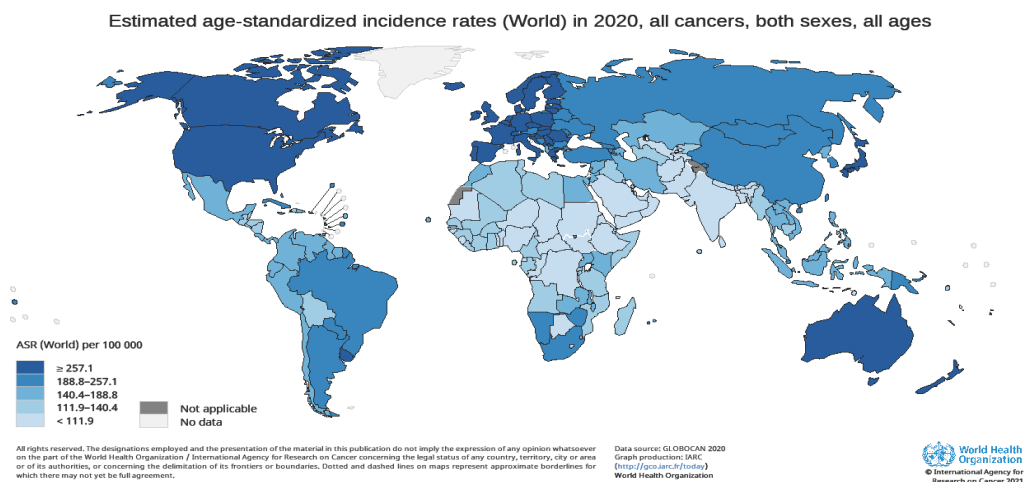 Estimated age-standardized incidence rates (World) in 2020, all cancers, both sexes, all ages
ASR (World) per 100 000
≥ 257.1
188.8–257.1
140.4–188.8
111.9–140.4
< 111.9
Not applicable
No data
All rights reserved. The designations employed and the presentation of the material in this publication do not imply the expression of any opinion whatsoever
on the part of the World Health Organization / International Agency for Research on Cancer concerning the legal status of any country, territory, city or area
or of its authorities, or concerning the delimitation of its frontiers or boundaries. Dotted and dashed lines on maps represent approximate borderlines for
which there may not yet be full agreement.
Data source: GLOBOCAN 2020
Graph production: IARC
(http://gco.iarc.fr/today)
World Health Organization
World Health
Organization
© International Agency for
Research on Cancer 2021